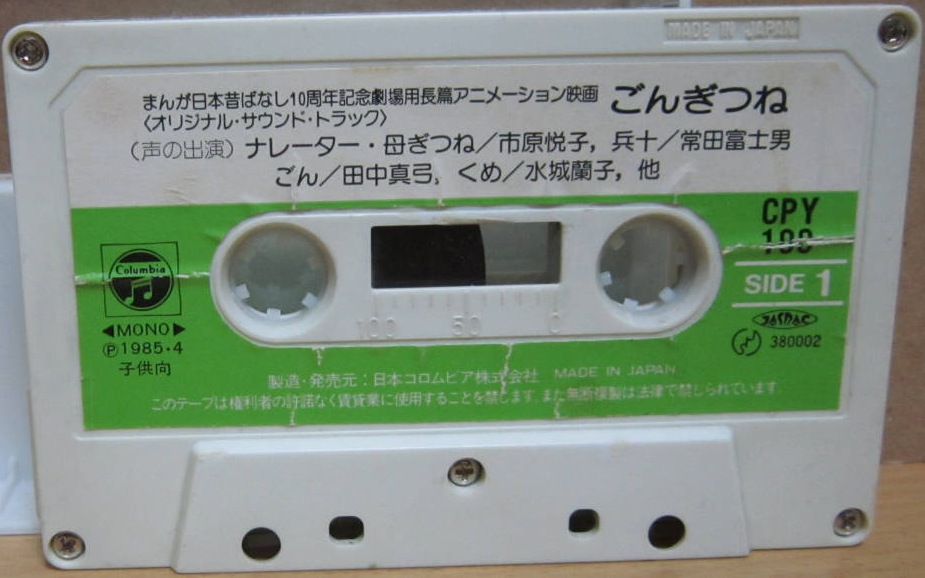 MADE IN JAPAN
まんが日本昔ばなし10周年記念劇場用長篇アニメーション映画 ごんぎつね
〈オリジナル・サウンド・トラック〉
(声の出演) ナレーター・母ぎつね/市原悦子, 兵十/常田富士男
ごん/田中真弓, くめ/水城蘭子, 他
CPY
SIDE 1
JASRAC
380002
Columbia
◀MONO▶
Ⓟ1985・4
子供向
100 50 0
製造・発売元：日本コロムビア株式会社 MADE IN JAPAN
このテープは権利者の許諾なく賃貸業に使用することを禁じます。また無断複製は法律で禁じられています。